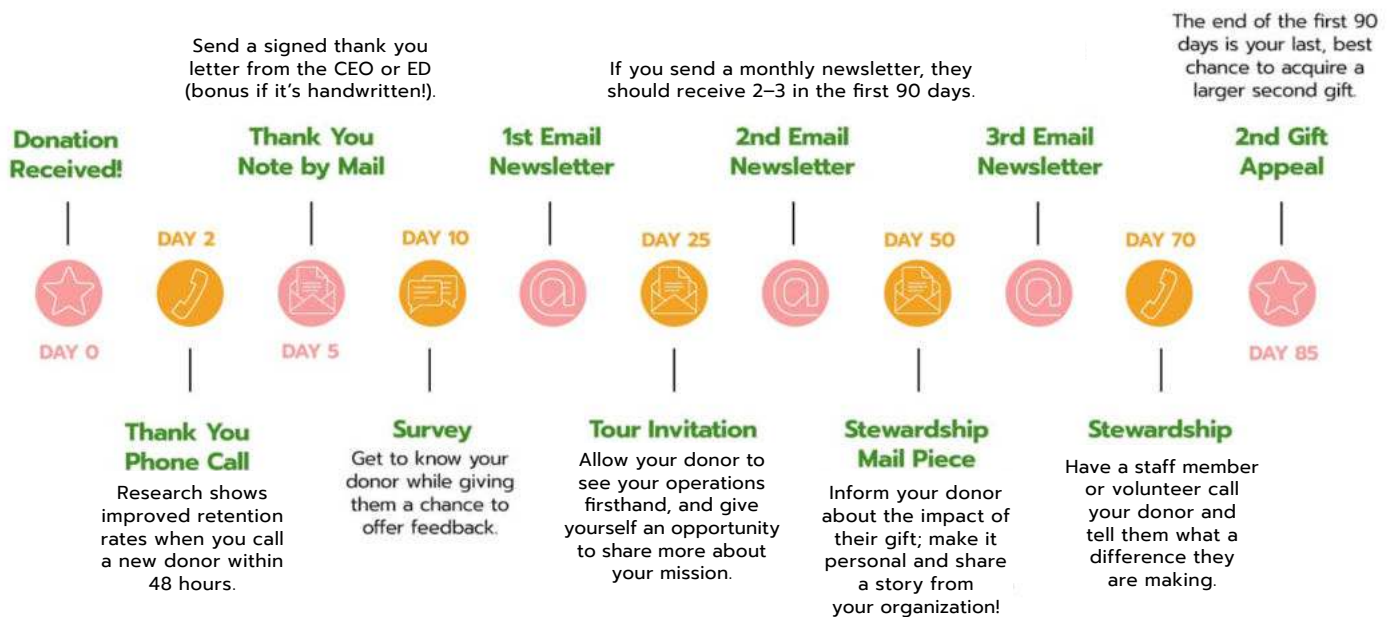 Send a signed thank you
letter from the CEO or ED
(bonus if it's handwritten!).
If you send a monthly newsletter, they
should receive 2–3 in the first 90 days.
The end of the first 90
days is your last, best
chance to acquire a
larger second gift.
Donation
Received!
Thank You
Note by Mail
1st Email
Newsletter
2nd Email
Newsletter
3rd Email
Newsletter
2nd Gift
Appeal
DAY 2
DAY 10
DAY 25
DAY 50
DAY 70
DAY 0
DAY 5
DAY 85
Thank You
Phone Call
Research shows
improved retention
rates when you call
a new donor within
48 hours.
Survey
Get to know your
donor while giving
them a chance to
offer feedback.
Tour Invitation
Allow your donor to
see your operations
firsthand, and give
yourself an opportunity
to share more about
your mission.
Stewardship
Mail Piece
Inform your donor
about the impact of
their gift; make it
personal and share
a story from
your organization!
Stewardship
Have a staff member
or volunteer call
your donor and
tell them what a
difference they
are making.